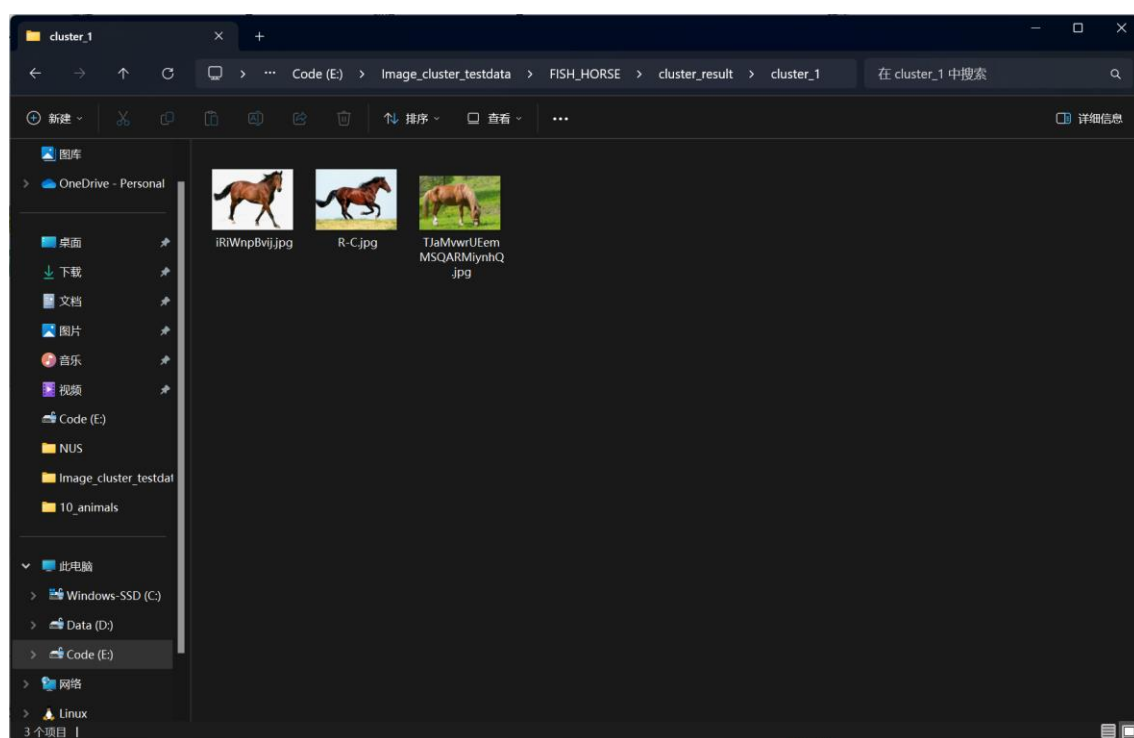 cluster_1
… Code (E:) > Image_cluster_testdata > FISH_HORSE > cluster_result > cluster_1
在 cluster_1 中搜索
新建
排序
查看
详细信息
图库
OneDrive - Personal
桌面
下载
文档
图片
音乐
视频
Code (E:)
NUS
Image_cluster_testdat
10_animals
此电脑
Windows-SSD (C:)
Data (D:)
Code (E:)
网络
Linux
iRiWnpBvij.jpg
R-C.jpg
TJaMvwrUEem
MSQARMiynhQ
.jpg
3 个项目